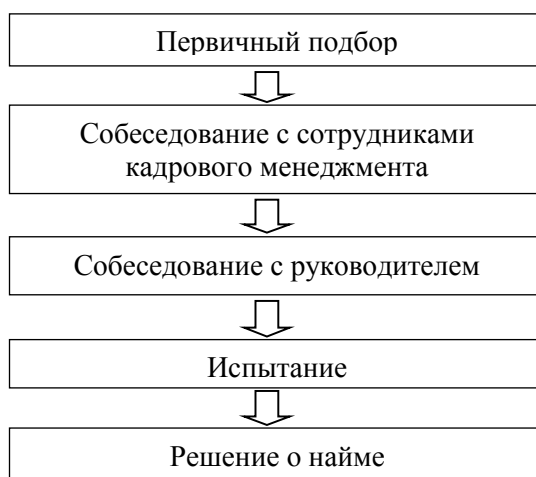 Первичный подбор
Собеседование с сотрудниками
кадрового менеджмента
Собеседование с руководителем
Испытание
Решение о найме